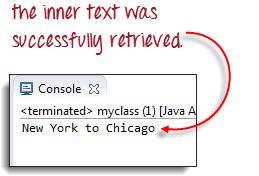 the inner text was
successfully retrieved.
Console
<terminated> myclass (1) [Java A
New York to Chicago